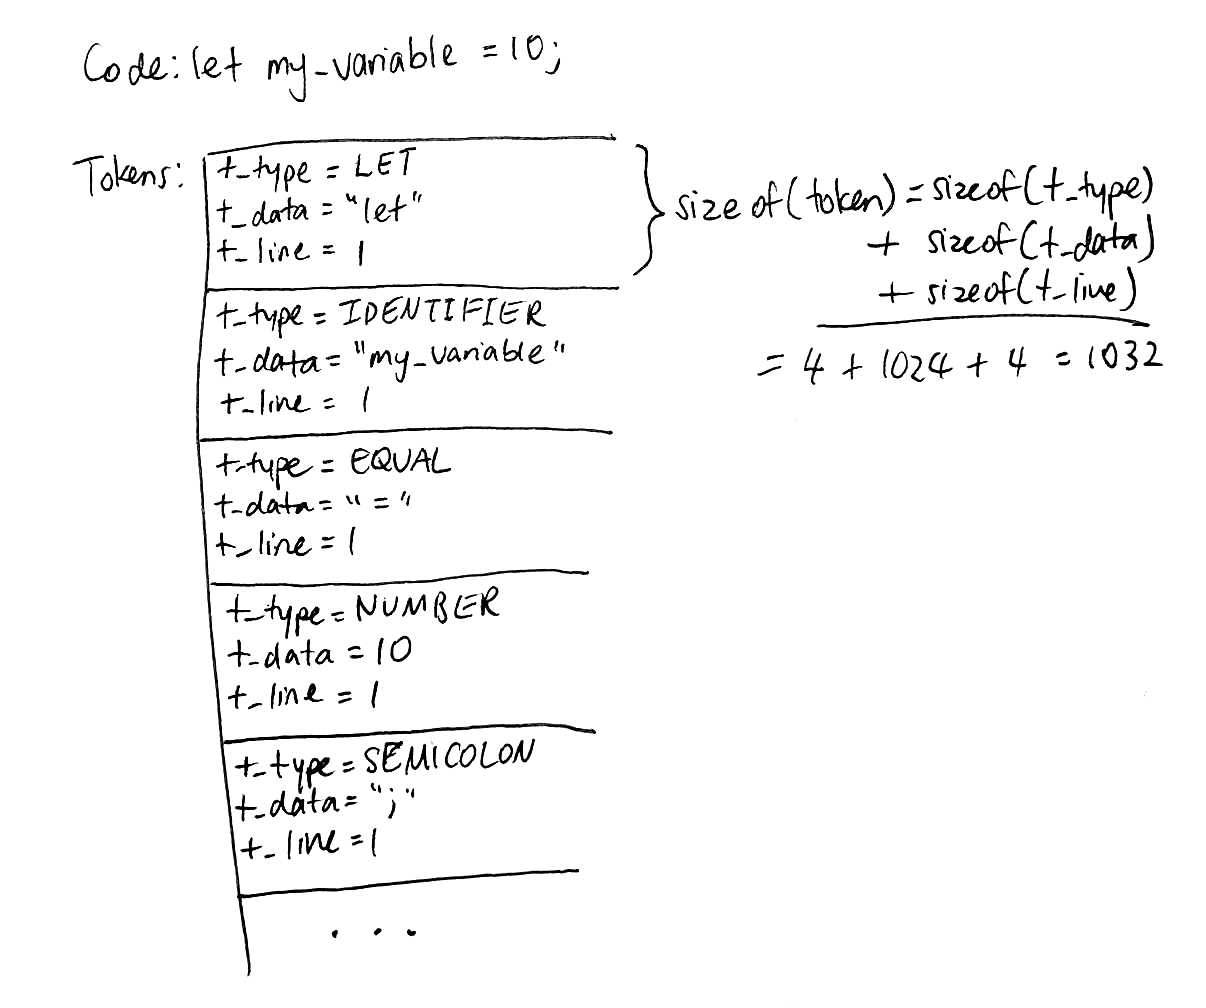 Code: let my_variable = 10;
Tokens:
t_type = LET
t_data = "let"
t_line = 1
sizeof(token) = sizeof(t_type)
+ sizeof(t_data)
+ sizeof(t_line)
= 4 + 1024 + 4 = 1032
t_type = IDENTIFIER
t_data = "my_variable"
t_line = 1
t_type = EQUAL
t_data = "="
t_line = 1
t_type = NUMBER
t_data = 10
t_line = 1
t_type = SEMICOLON
t_data = ";"
t_line = 1
...